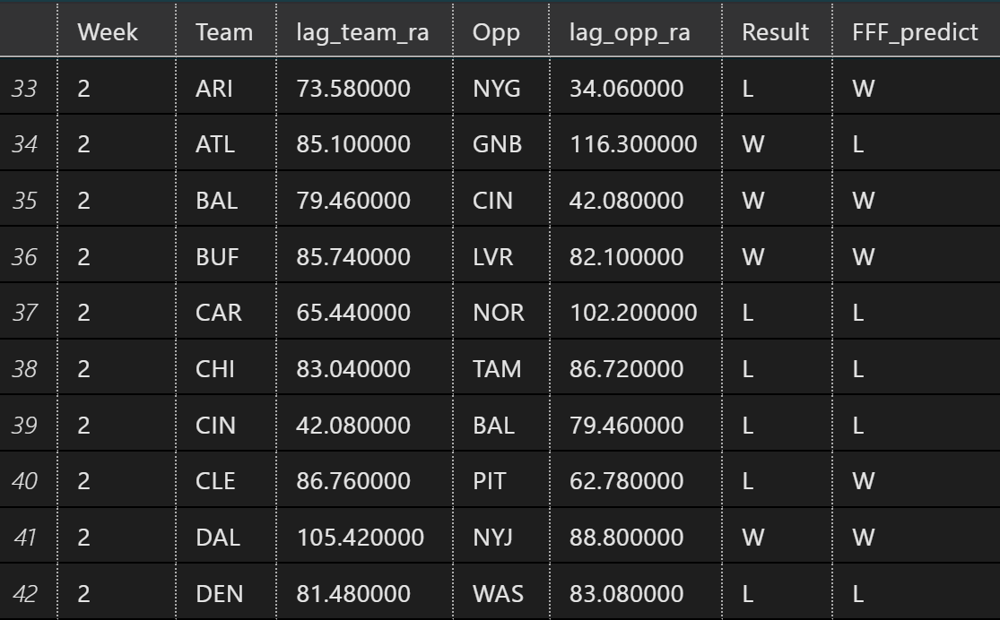 Week Team lag_team_ra Opp lag_opp_ra Result FFF_predict
33 2 ARI 73.580000 NYG 34.060000 L W
34 2 ATL 85.100000 GNB 116.300000 W L
35 2 BAL 79.460000 CIN 42.080000 W W
36 2 BUF 85.740000 LVR 82.100000 W W
37 2 CAR 65.440000 NOR 102.200000 L L
38 2 CHI 83.040000 TAM 86.720000 L L
39 2 CIN 42.080000 BAL 79.460000 L L
40 2 CLE 86.760000 PIT 62.780000 L W
41 2 DAL 105.420000 NYJ 88.800000 W W
42 2 DEN 81.480000 WAS 83.080000 L L